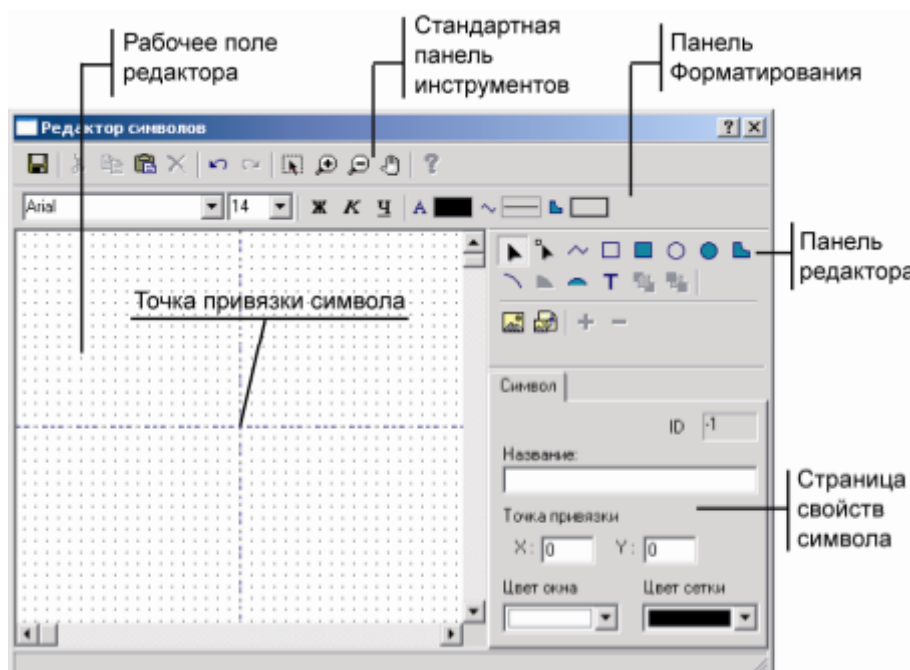 Рабочее поле
редактора
Стандартная
панель
инструментов
Панель
Форматирования
Редактор символов
?
?
Arial
14
Ж К Ч А
Точка привязки символа
T
Панель
редактора
Символ
ID -1
Название:
Точка привязки
X: 0 Y: 0
Цвет окна Цвет сетки
Страница
свойств
символа